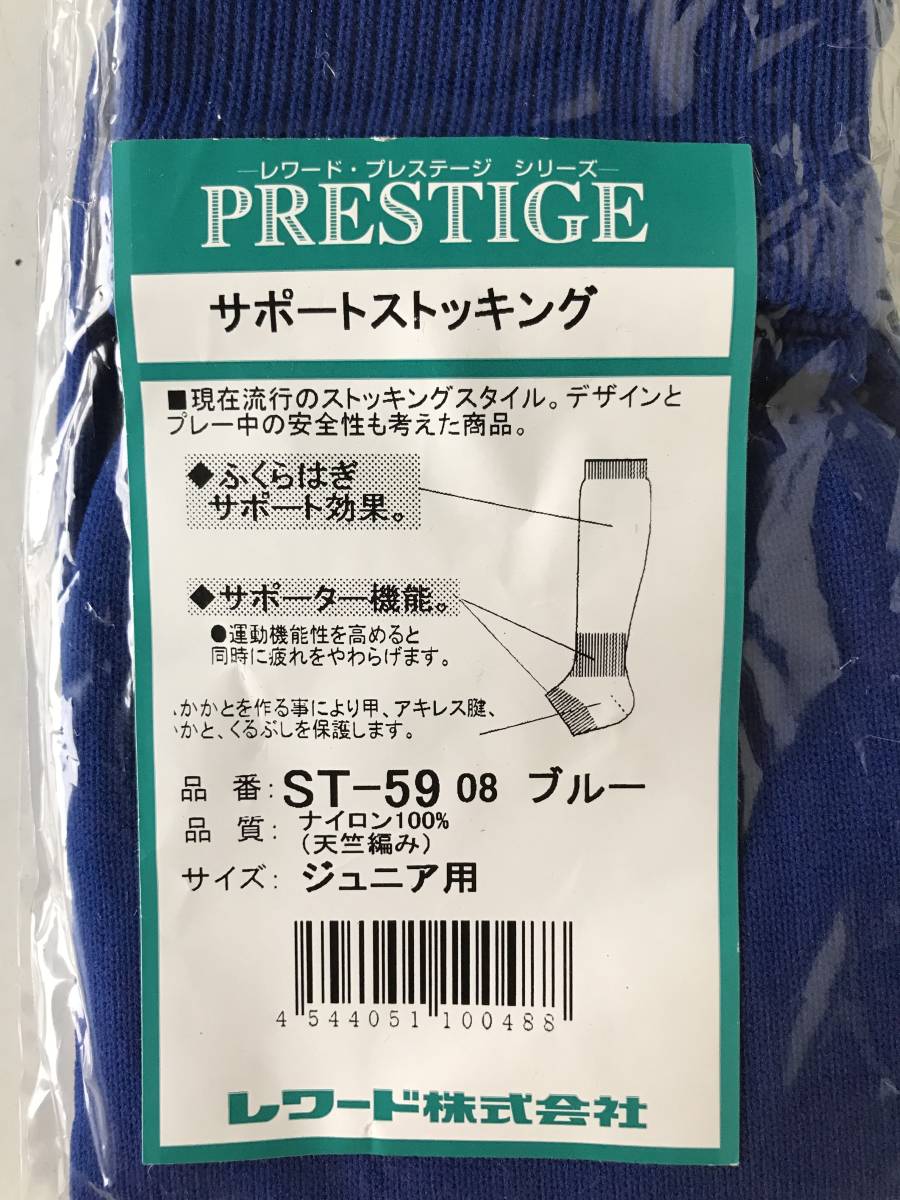 ―レワード・プレステージ シリーズ―
PRESTIGE
サポートストッキング
■現在流行のストッキングスタイル。デザインと
プレー中の安全性も考えた商品。
◆ふくらはぎ
サポート効果。
◆サポーター機能。
●運動機能性を高めると
同時に疲れをやわらげます。
かかとを作る事により甲、アキレス腱、
かと、くるぶしを保護します。
品 番：ST-59 08 ブルー
品 質：ナイロン100%
（天竺編み）
サイズ：ジュニア用
4 544051 100488
レワード株式会社